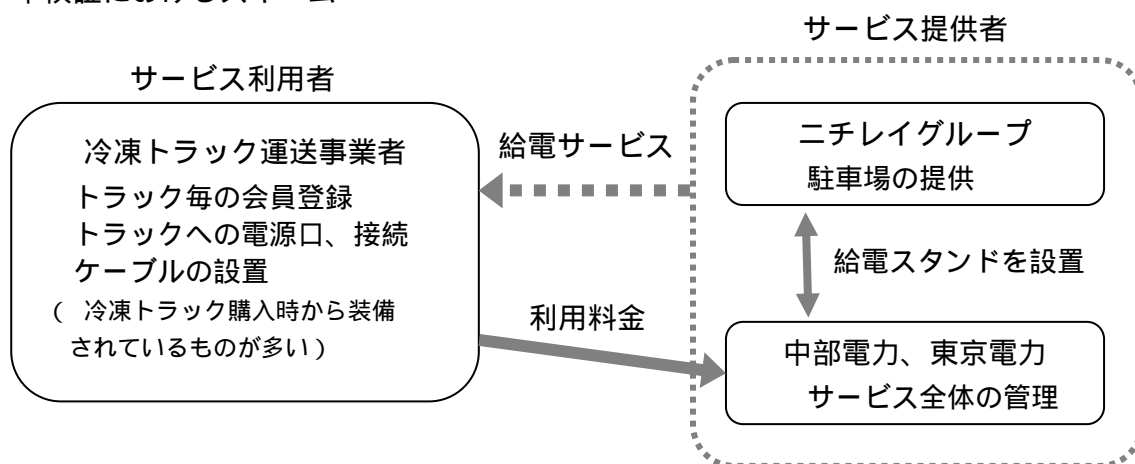 サービス提供者
サービス利用者
冷凍トラック運送事業者
トラック毎の会員登録
トラックへの電源口、接続
ケーブルの設置
( 冷凍トラック購入時から装備
されているものが多い)
給電サービス
利用料金
ニチレイグループ
駐車場の提供
給電スタンドを設置
中部電力、東京電力
サービス全体の管理